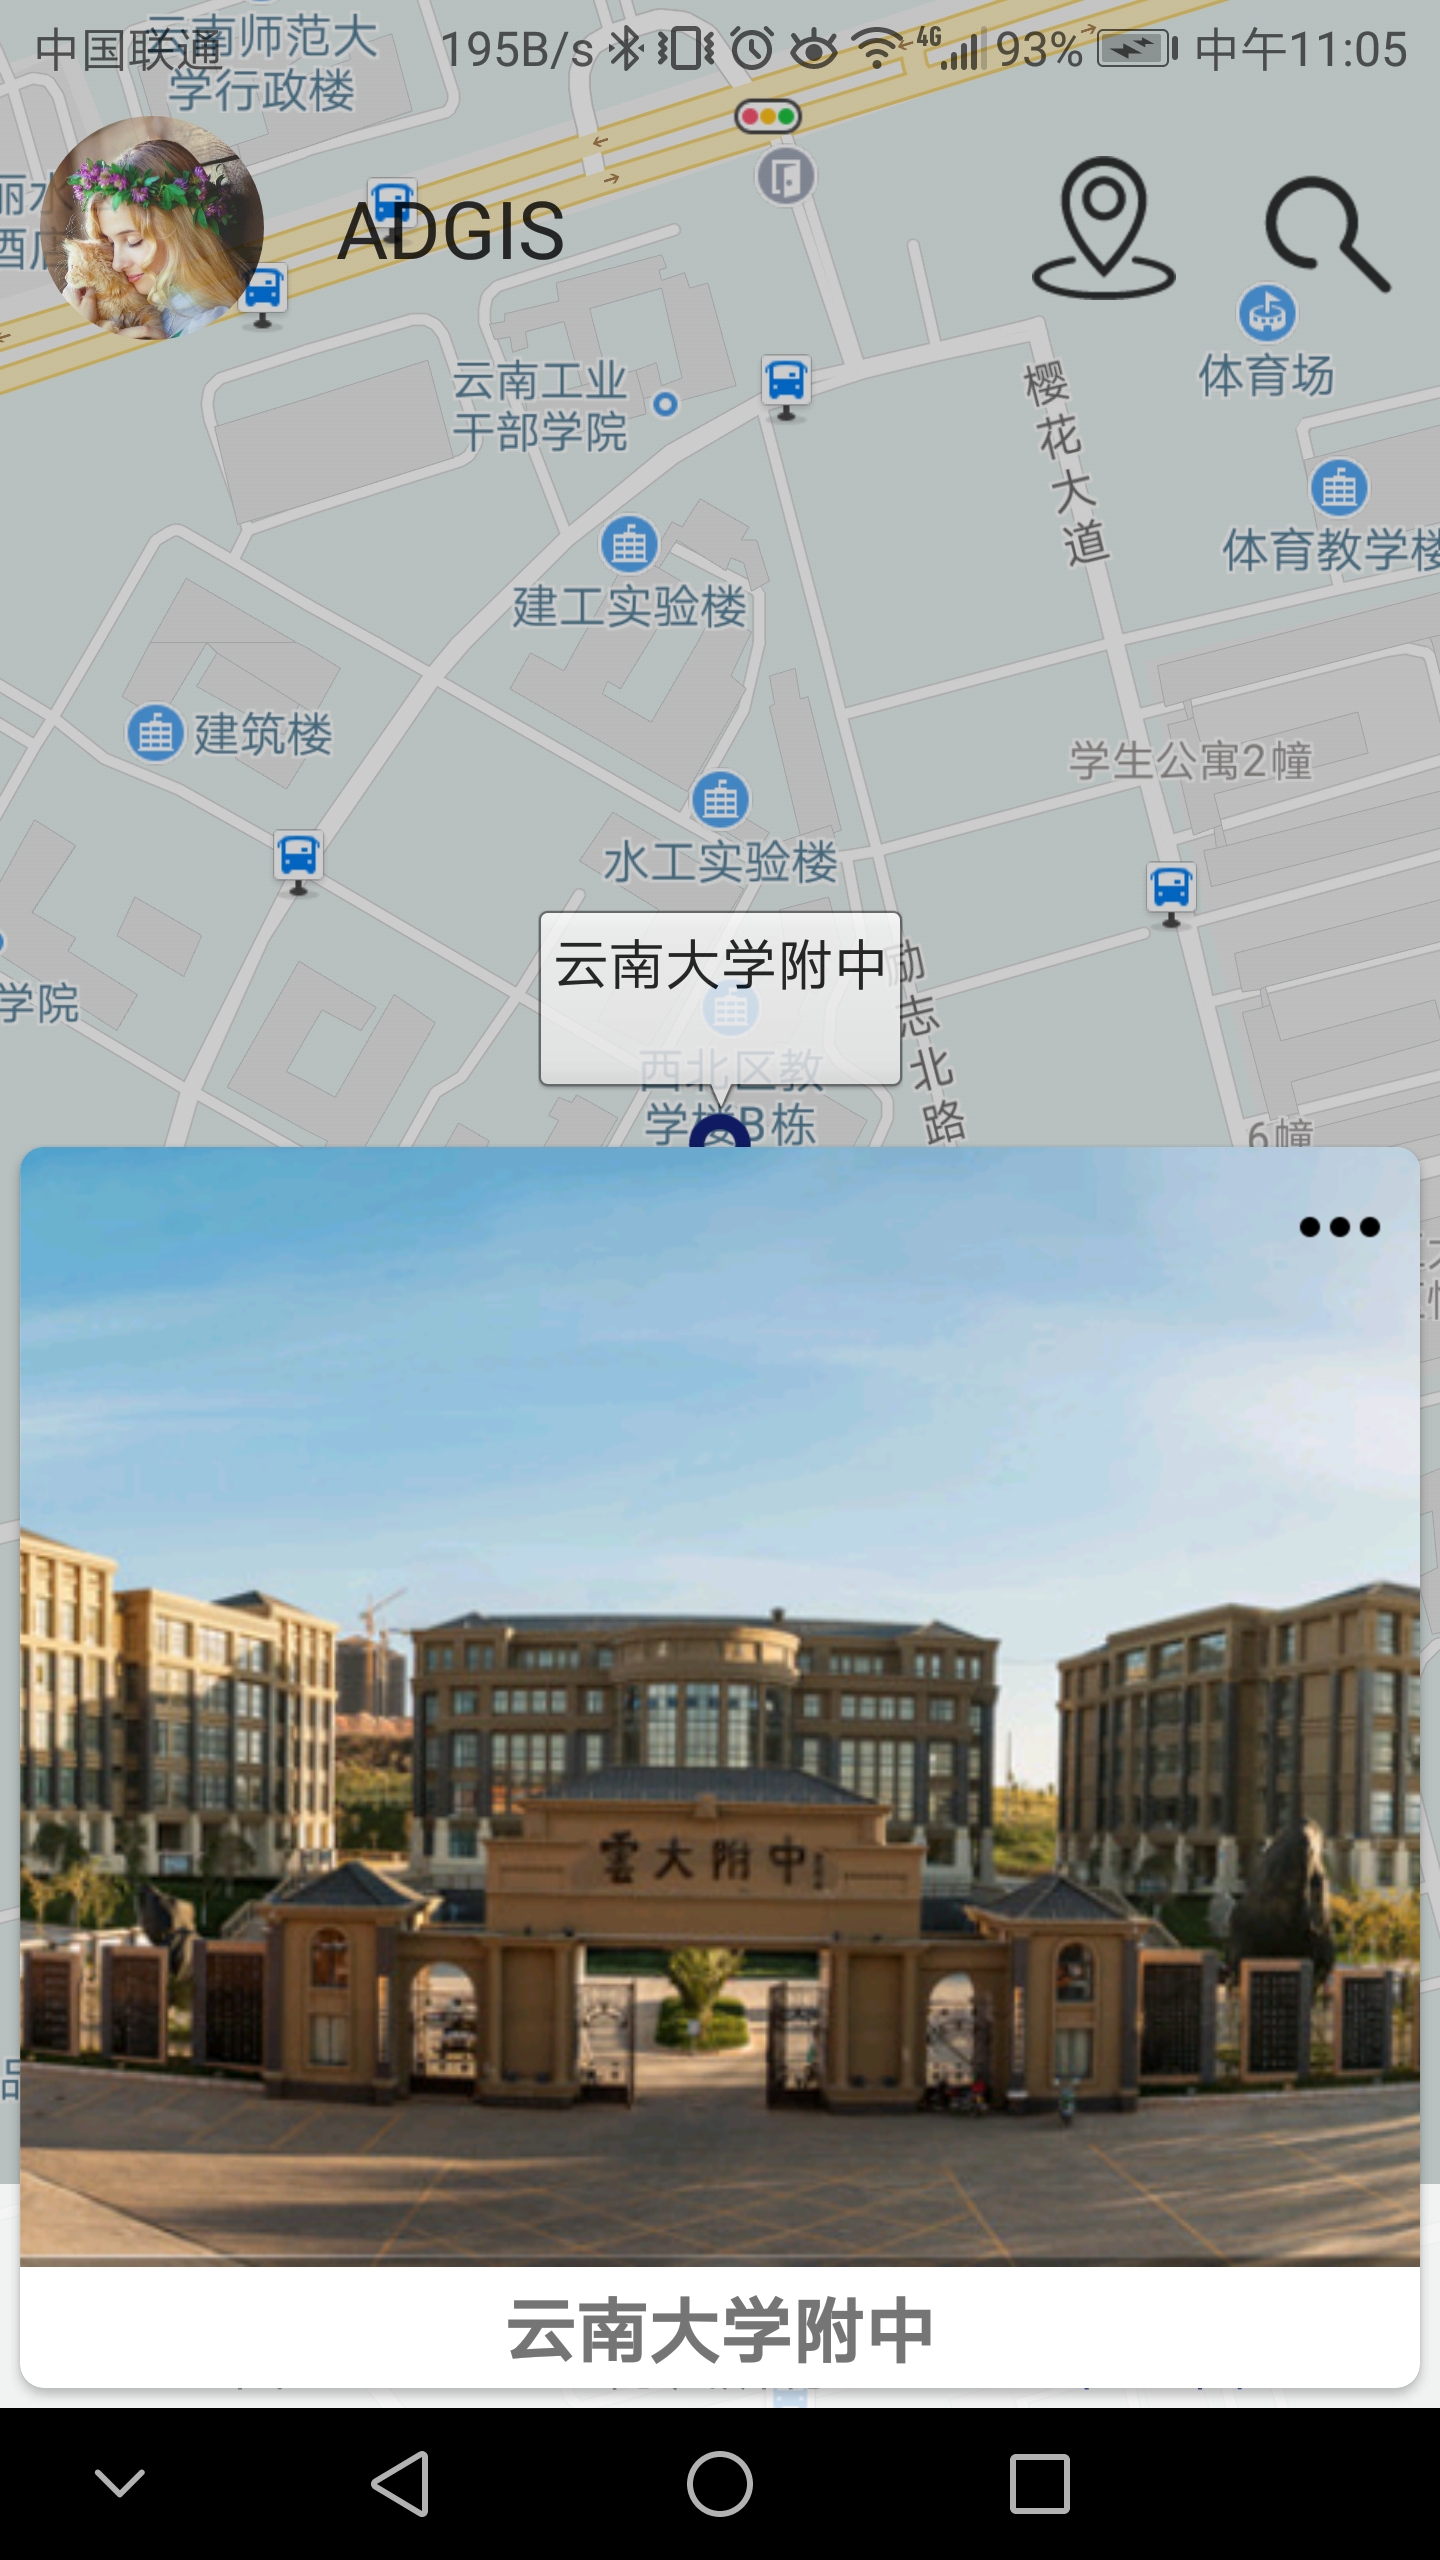 中国联通 195B/s 4G 93% 中午11:05
云南师范大
学行政楼
ADGIS
云南工业
干部学院
体育场
樱花大道
体育教学楼
建工实验楼
建筑楼
学生公寓2幢
水工实验楼
云南大学附中
励志北路
学院
西北区教
学楼B栋
6幢
雲大附中
云南大学附中